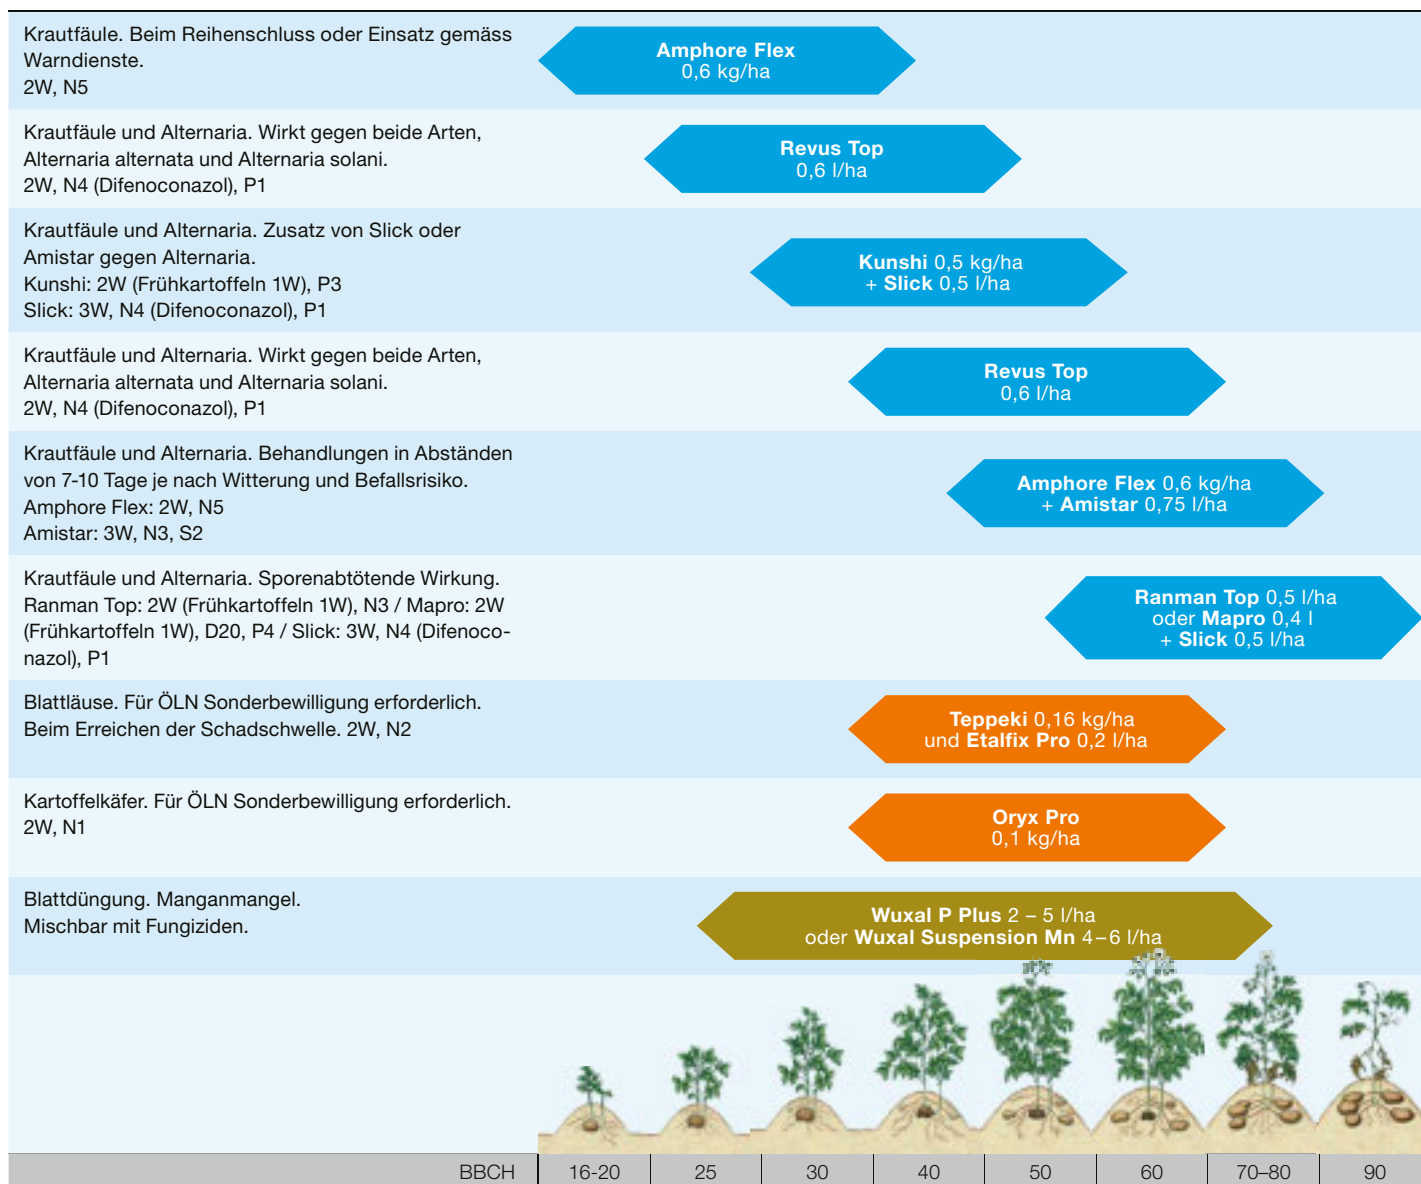 Krautfäule. Beim Reihenschluss oder Einsatz gemäss
Warndienste.
2W, N5
Amphore Flex
0,6 kg/ha
Krautfäule und Alternaria. Wirkt gegen beide Arten,
Alternaria alternata und Alternaria solani.
2W, N4 (Difenoconazol), P1
Revus Top
0,6 l/ha
Krautfäule und Alternaria. Zusatz von Slick oder
Amistar gegen Alternaria.
Kunshi: 2W (Frühkartoffeln 1W), P3
Slick: 3W, N4 (Difenoconazol), P1
Kunshi 0,5 kg/ha
+ Slick 0,5 l/ha
Krautfäule und Alternaria. Wirkt gegen beide Arten,
Alternaria alternata und Alternaria solani.
2W, N4 (Difenoconazol), P1
Revus Top
0,6 l/ha
Krautfäule und Alternaria. Behandlungen in Abständen
von 7-10 Tage je nach Witterung und Befallsrisiko.
Amphore Flex: 2W, N5
Amistar: 3W, N3, S2
Amphore Flex 0,6 kg/ha
+ Amistar 0,75 l/ha
Krautfäule und Alternaria. Sporenabtötende Wirkung.
Ranman Top: 2W (Frühkartoffeln 1W), N3 / Mapro: 2W
(Frühkartoffeln 1W), D20, P4 / Slick: 3W, N4 (Difenoco-
nazol), P1
Ranman Top 0,5 l/ha
oder Mapro 0,4 l
+ Slick 0,5 l/ha
Blattläuse. Für ÖLN Sonderbewilligung erforderlich.
Beim Erreichen der Schadschwelle. 2W, N2
Teppeki 0,16 kg/ha
und Etalfix Pro 0,2 l/ha
Kartoffelkäfer. Für ÖLN Sonderbewilligung erforderlich.
2W, N1
Oryx Pro
0,1 kg/ha
Blattdüngung. Manganmangel.
Mischbar mit Fungiziden.
Wuxal P Plus 2 – 5 l/ha
oder Wuxal Suspension Mn 4–6 l/ha
BBCH 16-20 25 30 40 50 60 70–80 90